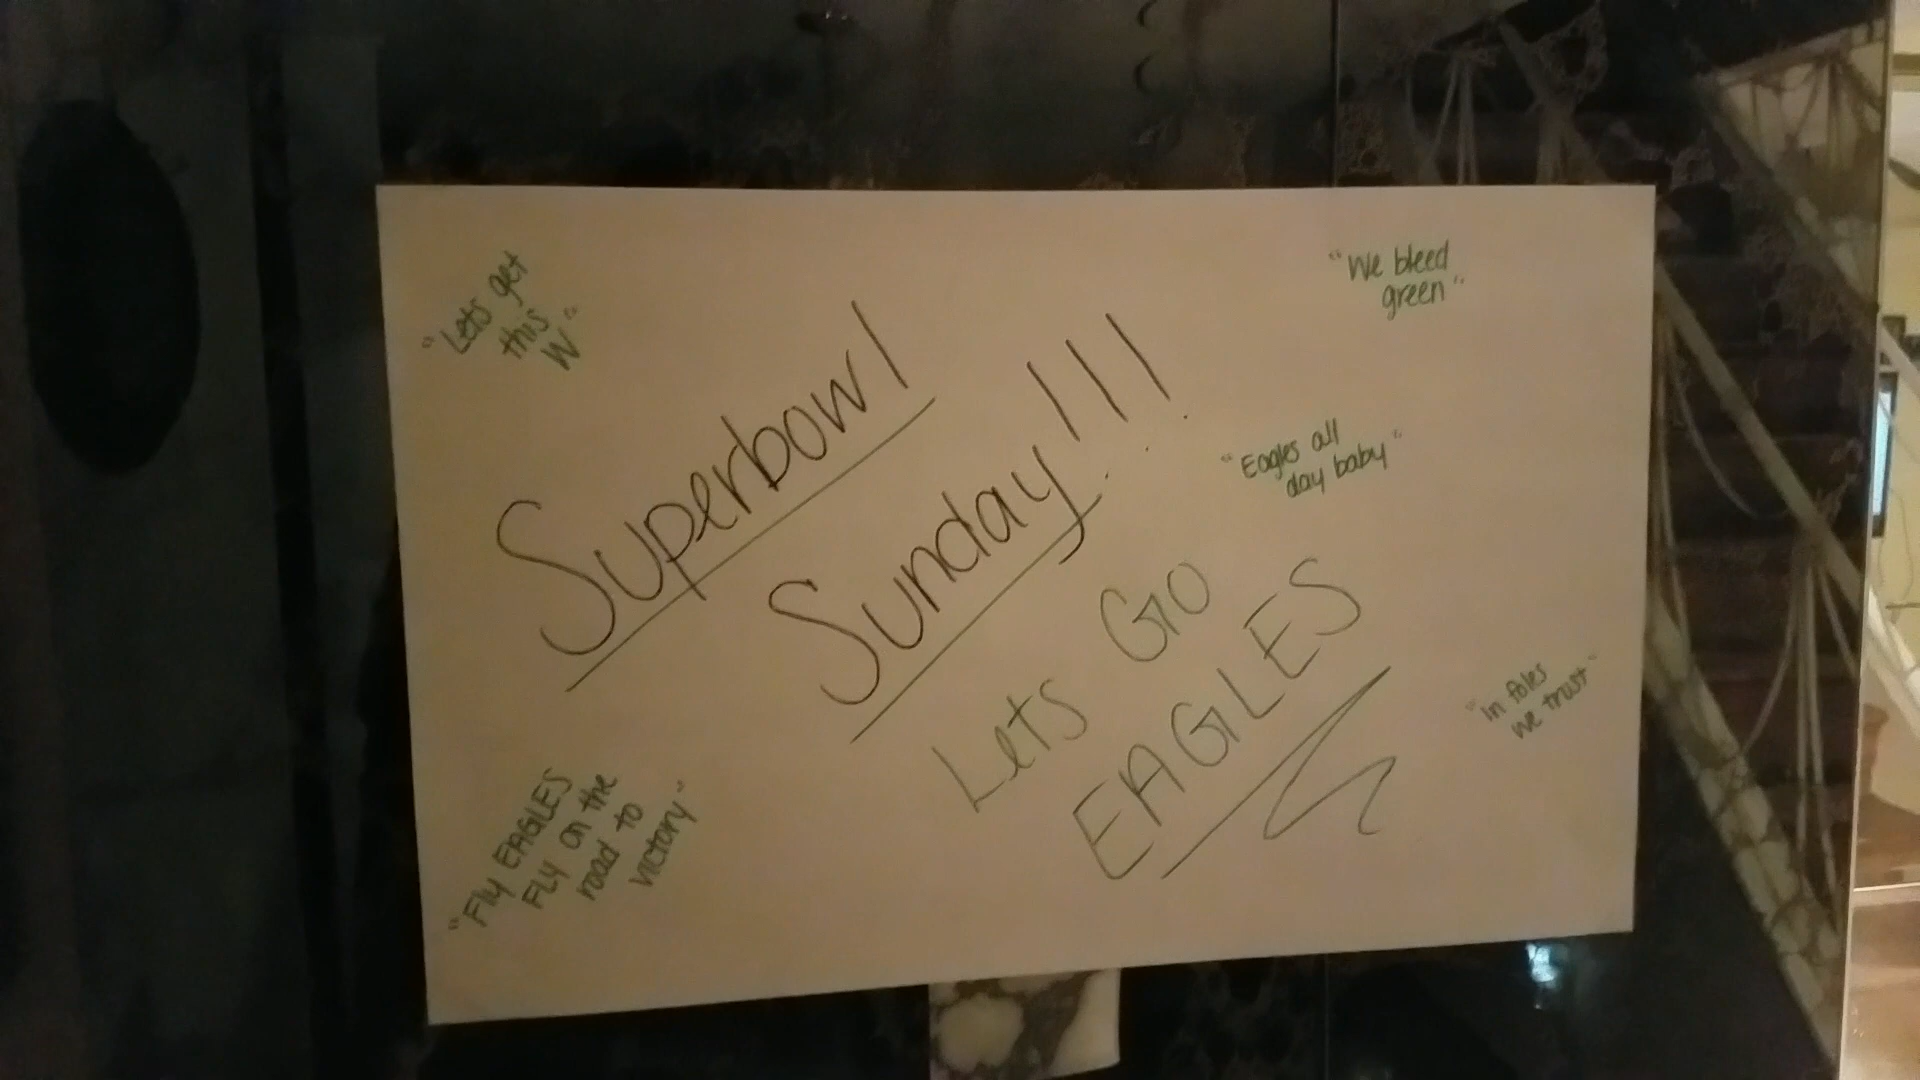 "Lets get
this
W"
Superbowl
Sunday!!!
"We bleed
green"
"Eagles all
day baby"
Lets Go
EAGLES
"In foles
we trust"
"Fly EAGLES
FLY on the
road to
victory"